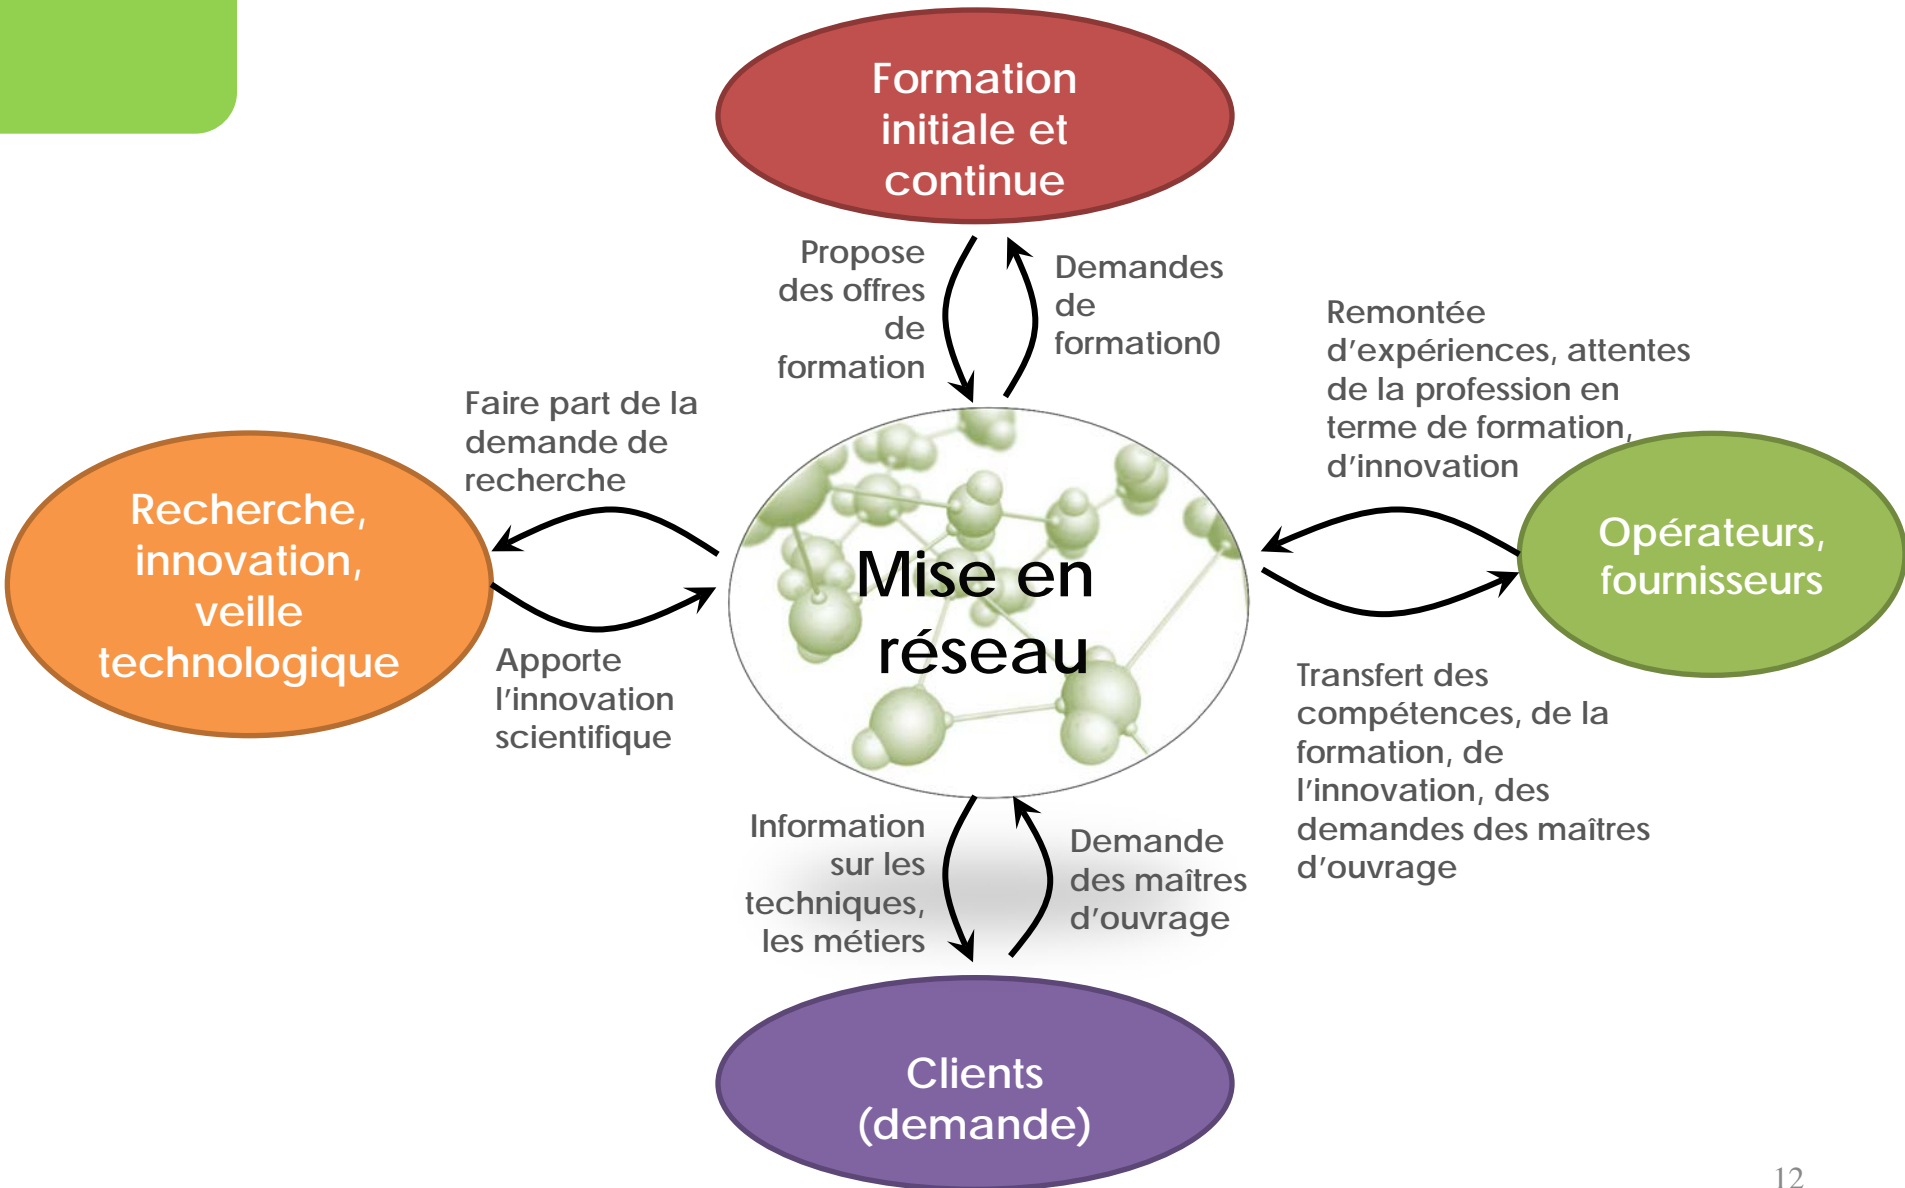 Formation
initiale et
continue
Propose
des offres
de
formation
Demandes
de
formation0
Remontée
d'expériences, attentes
de la profession en
terme de formation,
d'innovation
Faire part de la
demande de
recherche
Recherche,
innovation,
veille
technologique
Mise en
réseau
Opérateurs,
fournisseurs
Apporte
l'innovation
scientifique
Transfert des
compétences, de la
formation, de
l'innovation, des
demandes des maîtres
d'ouvrage
Information
sur les
techniques,
les métiers
Demande
des maîtres
d'ouvrage
Clients
(demande)
12